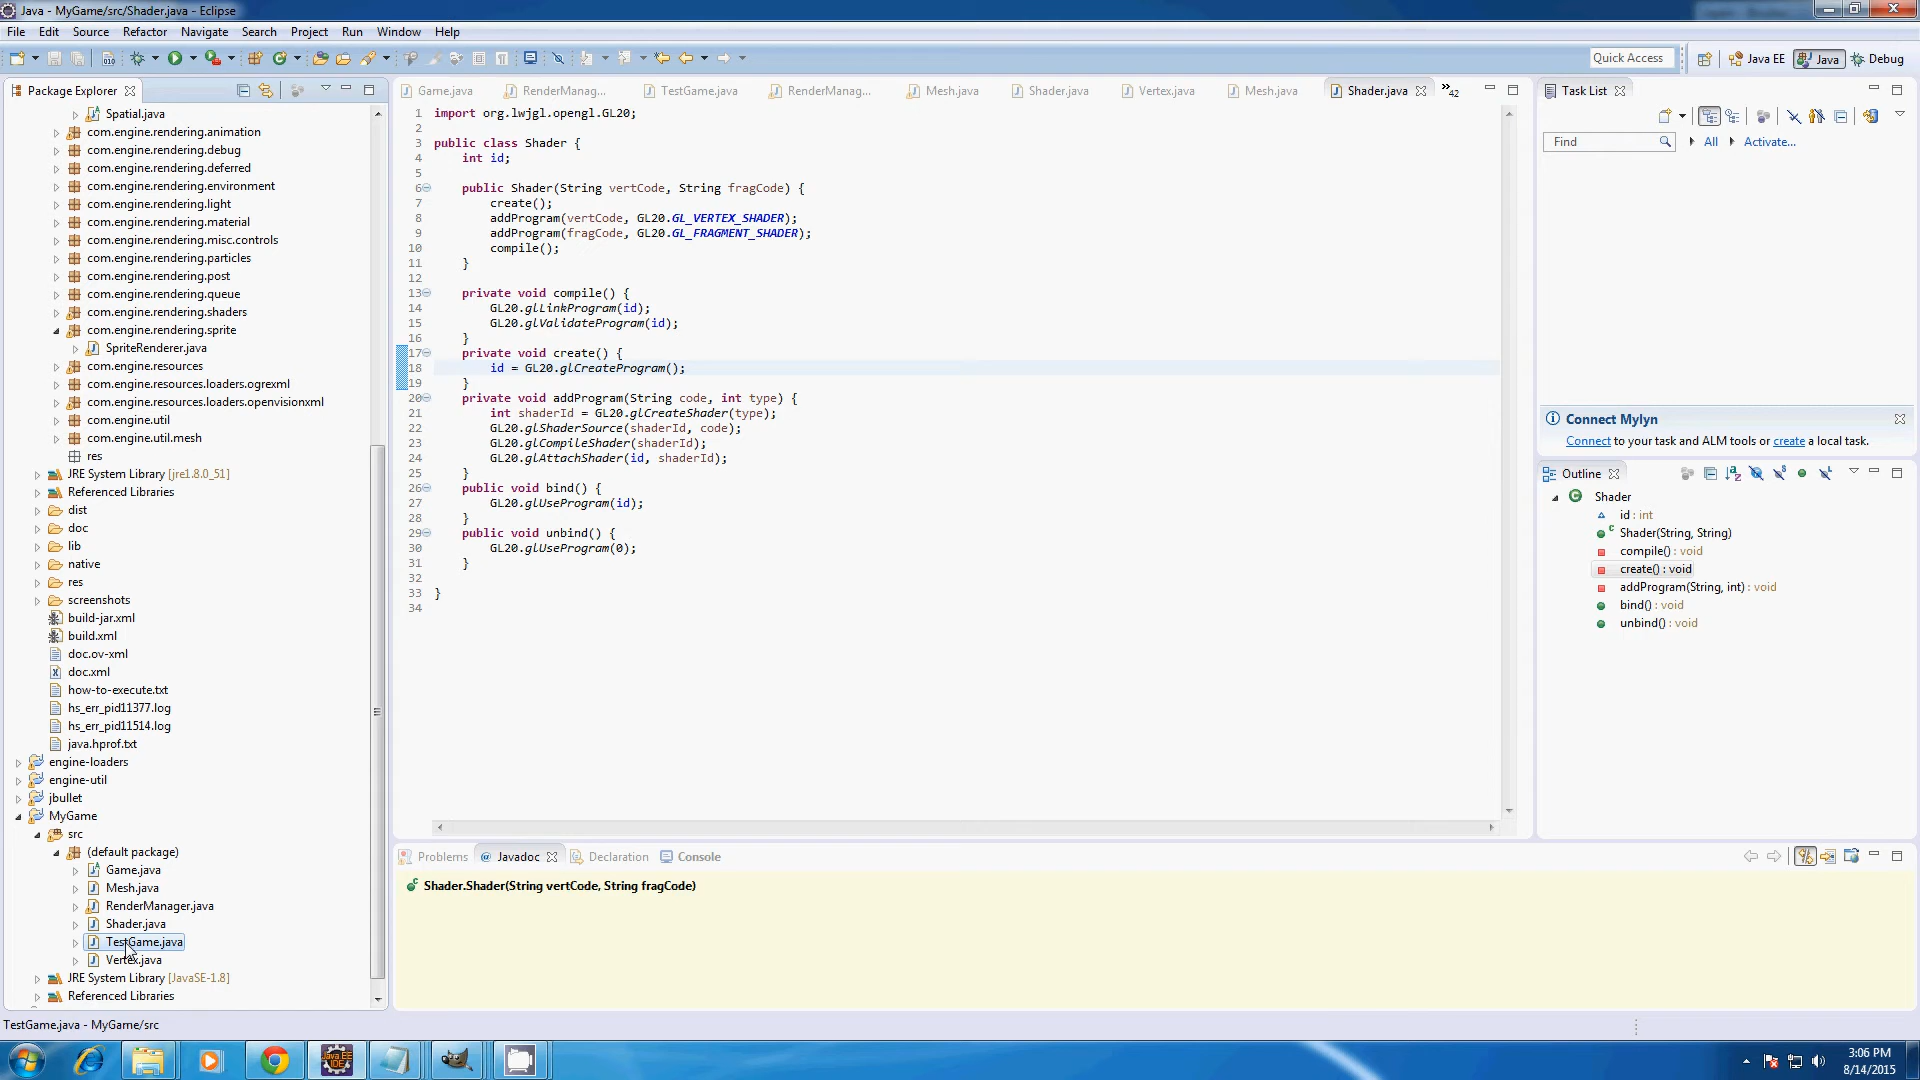 Java - MyGame/src/Shader.java - Eclipse
File Edit Source Refactor Navigate Search Project Run Window Help
Quick Access Java EE Java Debug
Package Explorer
Spatial.java
com.engine.rendering.animation
com.engine.rendering.debug
com.engine.rendering.deferred
com.engine.rendering.environment
com.engine.rendering.light
com.engine.rendering.material
com.engine.rendering.misc.controls
com.engine.rendering.particles
com.engine.rendering.post
com.engine.rendering.queue
com.engine.rendering.shaders
com.engine.rendering.sprite
SpriteRenderer.java
com.engine.resources
com.engine.resources.loaders.ogrexml
com.engine.resources.loaders.openvisionxml
com.engine.util
com.engine.util.mesh
res
JRE System Library [jre1.8.0_51]
Referenced Libraries
dist
doc
lib
native
res
screenshots
build-jar.xml
build.xml
doc.ov-xml
doc.xml
how-to-execute.txt
hs_err_pid11377.log
hs_err_pid11514.log
java.hprof.txt
engine-loaders
engine-util
jbullet
MyGame
src
(default package)
Game.java
Mesh.java
RenderManager.java
Shader.java
TestGame.java
Vertex.java
JRE System Library [JavaSE-1.8]
Referenced Libraries
Game.java RenderManag... TestGame.java RenderManag... Mesh.java Shader.java Vertex.java Mesh.java Shader.java »42
1 import org.lwjgl.opengl.GL20;
2
3 public class Shader {
4 int id;
5
6 public Shader(String vertCode, String fragCode) {
7 create();
8 addProgram(vertCode, GL20.GL_VERTEX_SHADER);
9 addProgram(fragCode, GL20.GL_FRAGMENT_SHADER);
10 compile();
11 }
12
13 private void compile() {
14 GL20.glLinkProgram(id);
15 GL20.glValidateProgram(id);
16 }
17 private void create() {
18 id = GL20.glCreateProgram();
19 }
20 private void addProgram(String code, int type) {
21 int shaderId = GL20.glCreateShader(type);
22 GL20.glShaderSource(shaderId, code);
23 GL20.glCompileShader(shaderId);
24 GL20.glAttachShader(id, shaderId);
25 }
26 public void bind() {
27 GL20.glUseProgram(id);
28 }
29 public void unbind() {
30 GL20.glUseProgram(0);
31 }
32
33 }
34
Problems Javadoc Declaration Console
Shader.Shader(String vertCode, String fragCode)
Task List
Find All Activate...
Connect Mylyn
Connect to your task and ALM tools or create a local task.
Outline
Shader
id : int
Shader(String, String)
compile() : void
create() : void
addProgram(String, int) : void
bind() : void
unbind() : void
TestGame.java - MyGame/src
Java EE
IDE
3:06 PM
8/14/2015